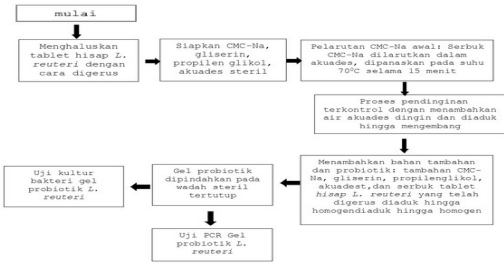 mulai
Menghaluskan
tablet hisap L.
reuteri dengan
cara digerus
Siapkan CMC-Na,
gliserin,
propilen glikol,
akuades steril
Pelarutan CMC-Na awal: Serbuk
CMC-Na dilarutkan dalam
akuades, dipanaskan pada suhu
70⁰C selama 15 menit
Proses pendinginan
terkontrol dengan menambahkan
air akuades dingin dan diaduk
hingga mengembang
Menambahkan bahan tambahan
dan probiotik: tambahan CMC-
Na, gliserin, propilenglikol,
akuadest,dan serbuk tablet
hisap L. reuteri yang telah
digerus diaduk hingga
homogendiaduk hingga homogen
Gel probiotik
dipindahkan pada
wadah steril
tertutup
Uji kultur
bakteri gel
probiotik L.
reuteri
Uji PCR Gel
probiotik L.
reuteri